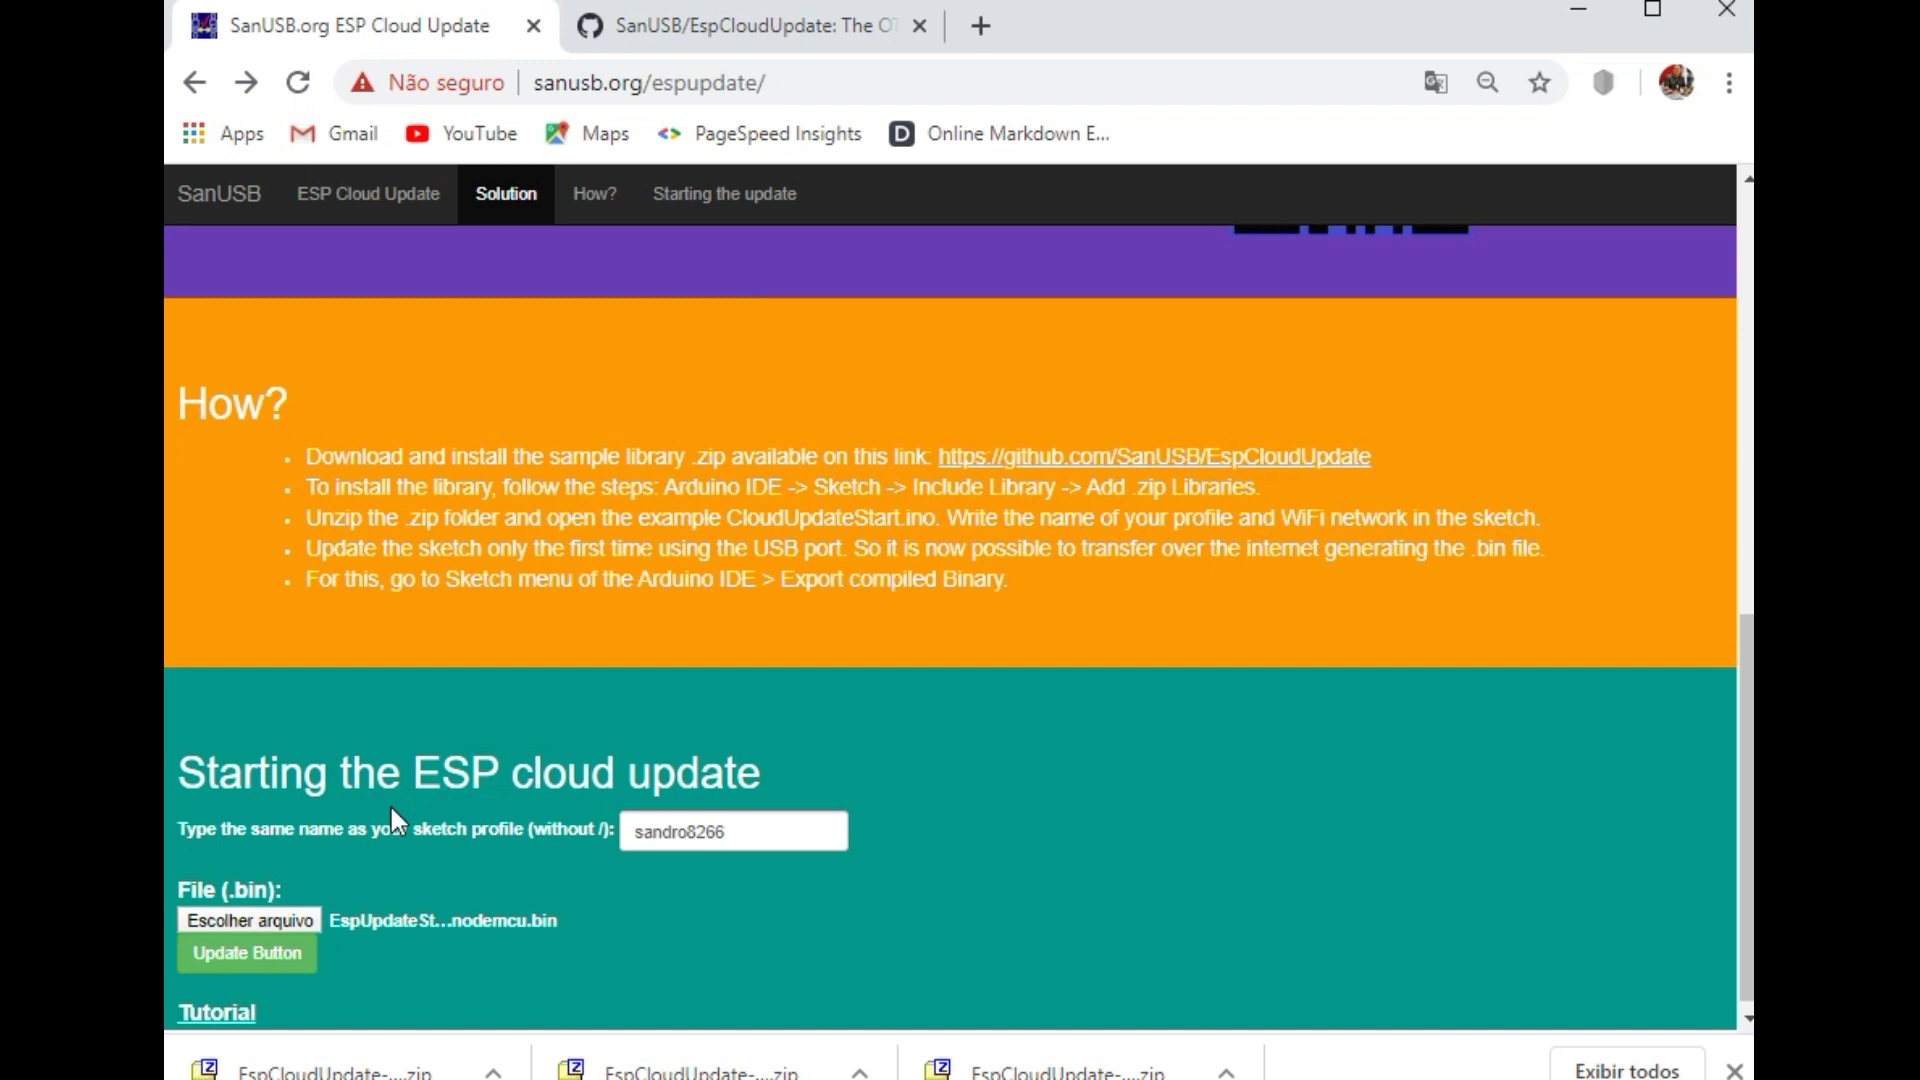 SanUSB.org ESP Cloud Update
SanUSB/EspCloudUpdate: The O
Não seguro
sanusb.org/espupdate/
Apps
Gmail
YouTube
Maps
PageSpeed Insights
Online Markdown E...
SanUSB
ESP Cloud Update
Solution
How?
Starting the update
How?
Download and install the sample library .zip available on this link: https://github.com/SanUSB/EspCloudUpdate
To install the library, follow the steps: Arduino IDE -> Sketch -> Include Library -> Add .zip Libraries.
Unzip the .zip folder and open the example CloudUpdateStart.ino. Write the name of your profile and WiFi network in the sketch.
Update the sketch only the first time using the USB port. So it is now possible to transfer over the internet generating the .bin file.
For this, go to Sketch menu of the Arduino IDE > Export compiled Binary.
Starting the ESP cloud update
Type the same name as your sketch profile (without /):
sandro8266
File (.bin):
Escolher arquivo
EspUpdateSt...nodemcu.bin
Update Button
Tutorial
EspCloudUpdate-....zip
EspCloudUpdate-....zip
EspCloudUpdate-....zip
Exibir todos